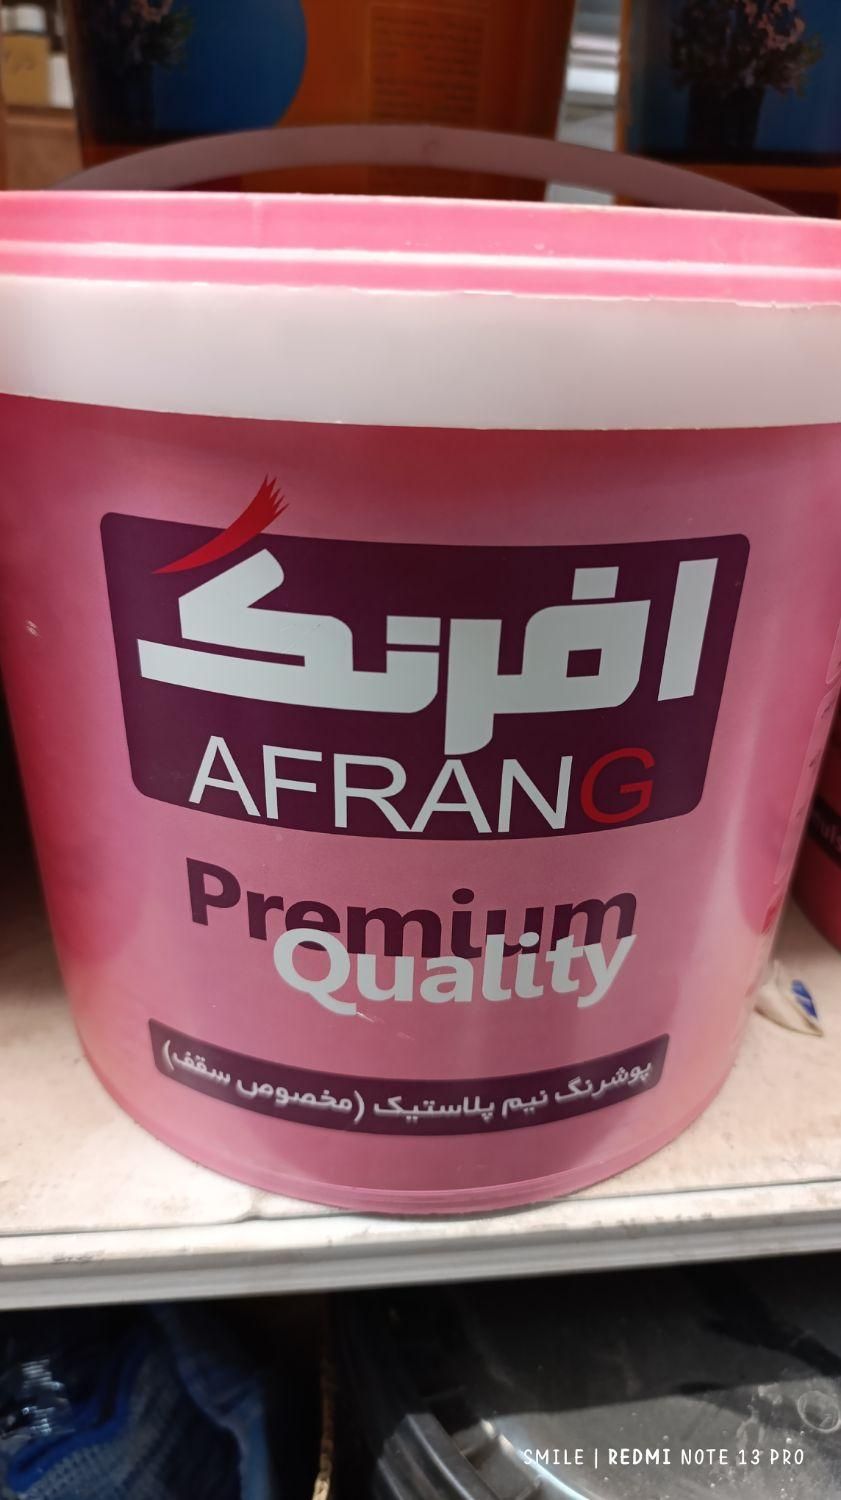 افرنگ
AFRANG
Premium
Quality
پوشرنگ نیم پلاستیک (مخصوص سقف)
SMILE | REDMI NOTE 13 PRO